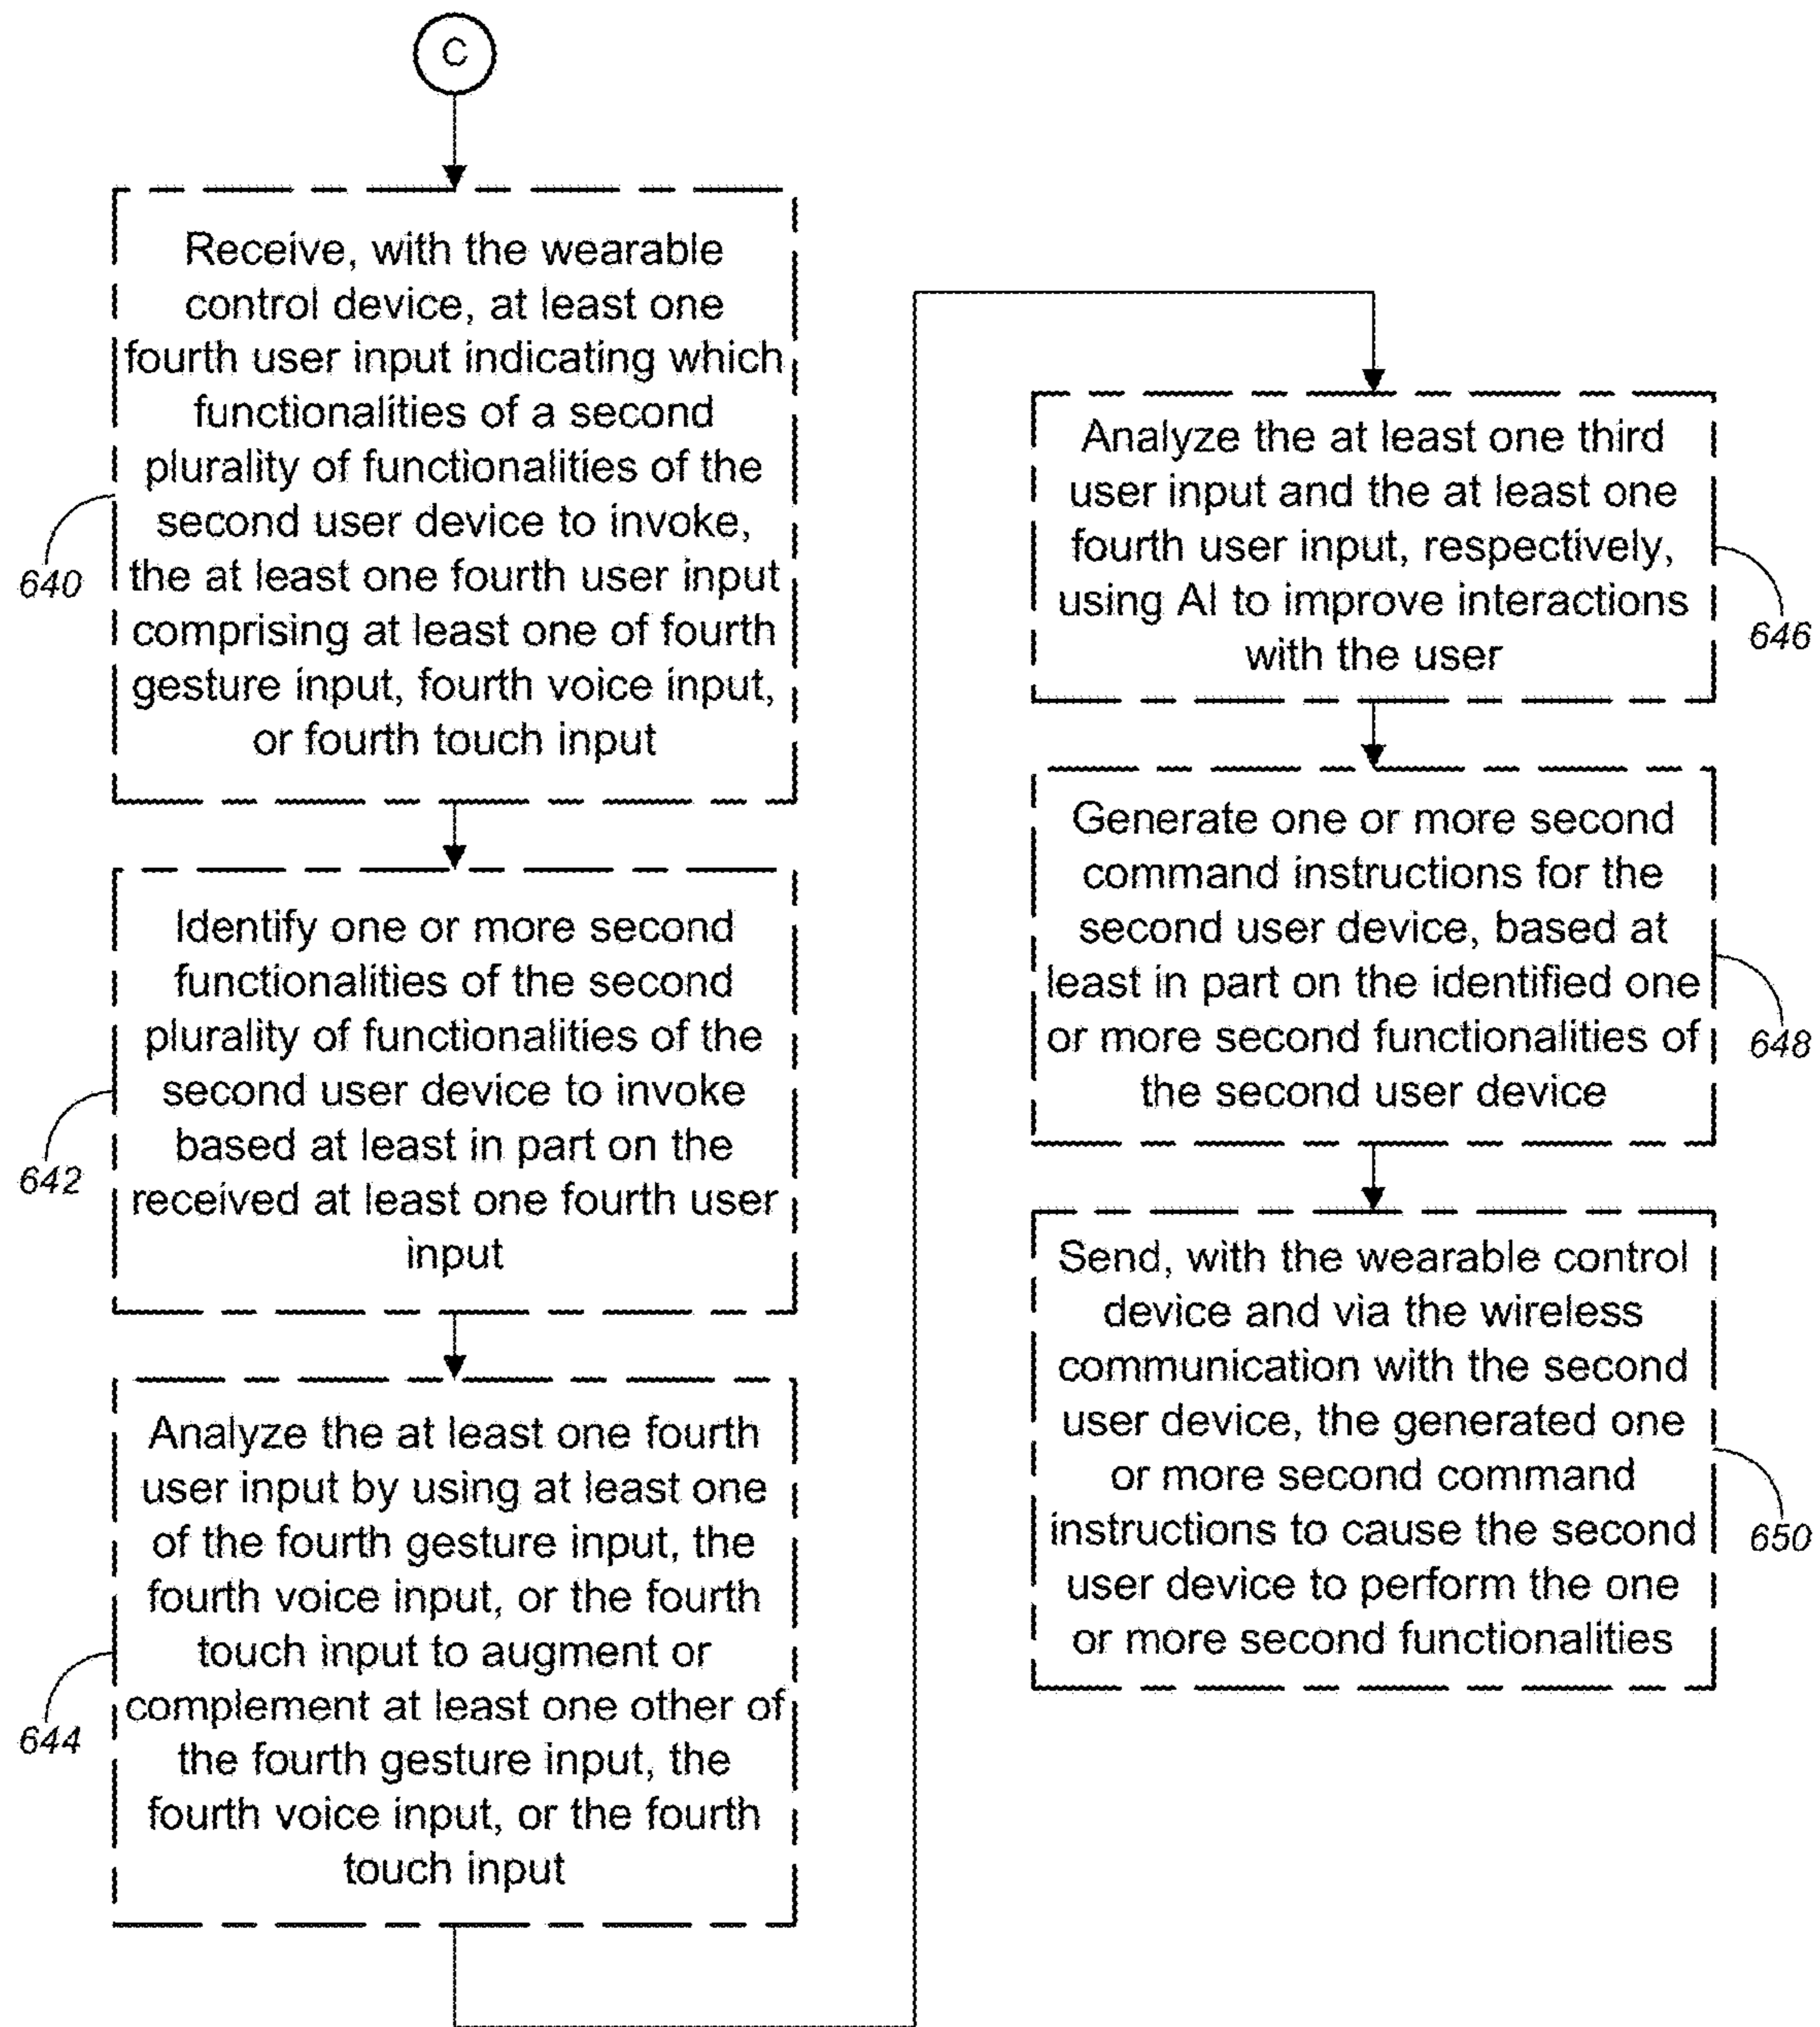 C
Receive, with the wearable
control device, at least one
fourth user input indicating which
functionalities of a second
plurality of functionalities of the
second user device to invoke,
the at least one fourth user input
comprising at least one of fourth
gesture input, fourth voice input,
or fourth touch input
640
Identify one or more second
functionalities of the second
plurality of functionalities of the
second user device to invoke
based at least in part on the
received at least one fourth user
input
642
Analyze the at least one fourth
user input by using at least one
of the fourth gesture input, the
fourth voice input, or the fourth
touch input to augment or
complement at least one other of
the fourth gesture input, the
fourth voice input, or the fourth
touch input
644
Analyze the at least one third
user input and the at least one
fourth user input, respectively,
using AI to improve interactions
with the user
646
Generate one or more second
command instructions for the
second user device, based at
least in part on the identified one
or more second functionalities of
the second user device
648
Send, with the wearable control
device and via the wireless
communication with the second
user device, the generated one
or more second command
instructions to cause the second
user device to perform the one
or more second functionalities
650